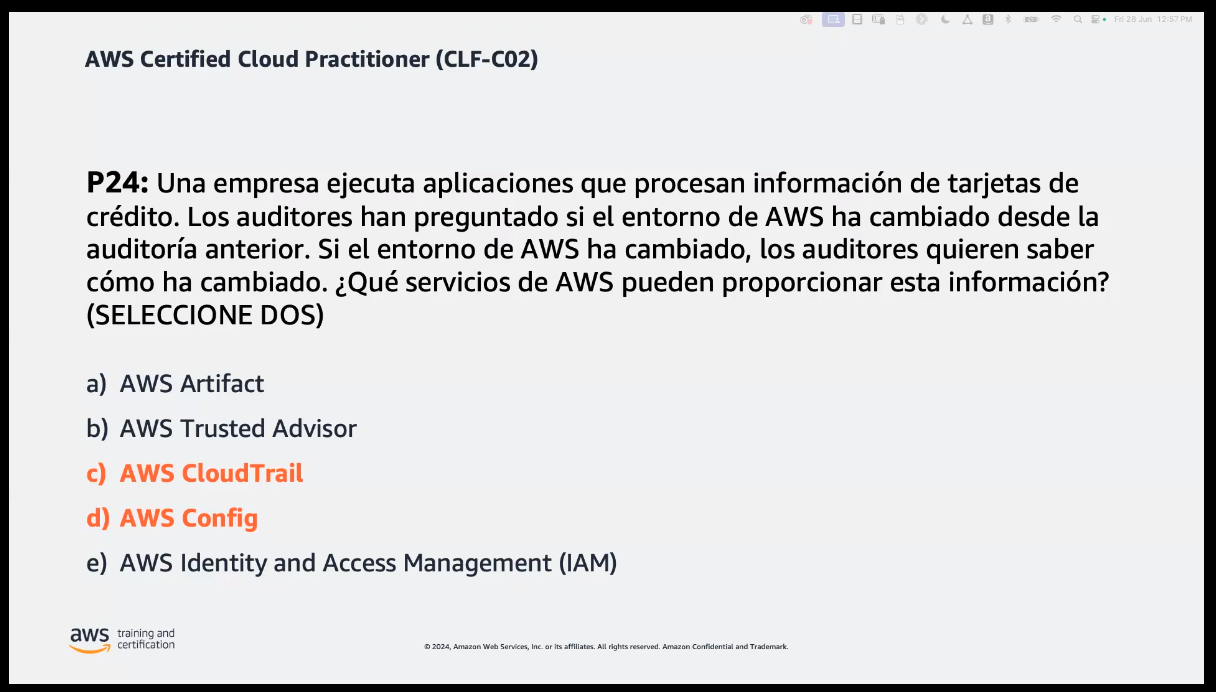 Fri 28 Jun 12:57 PM
AWS Certified Cloud Practitioner (CLF-C02)
P24: Una empresa ejecuta aplicaciones que procesan información de tarjetas de
crédito. Los auditores han preguntado si el entorno de AWS ha cambiado desde la
auditoría anterior. Si el entorno de AWS ha cambiado, los auditores quieren saber
cómo ha cambiado. ¿Qué servicios de AWS pueden proporcionar esta información?
(SELECCIONE DOS)
a) AWS Artifact
b) AWS Trusted Advisor
c) AWS CloudTrail
d) AWS Config
e) AWS Identity and Access Management (IAM)
aws training and
certification
© 2024, Amazon Web Services, Inc. or its affiliates. All rights reserved. Amazon Confidential and Trademark.